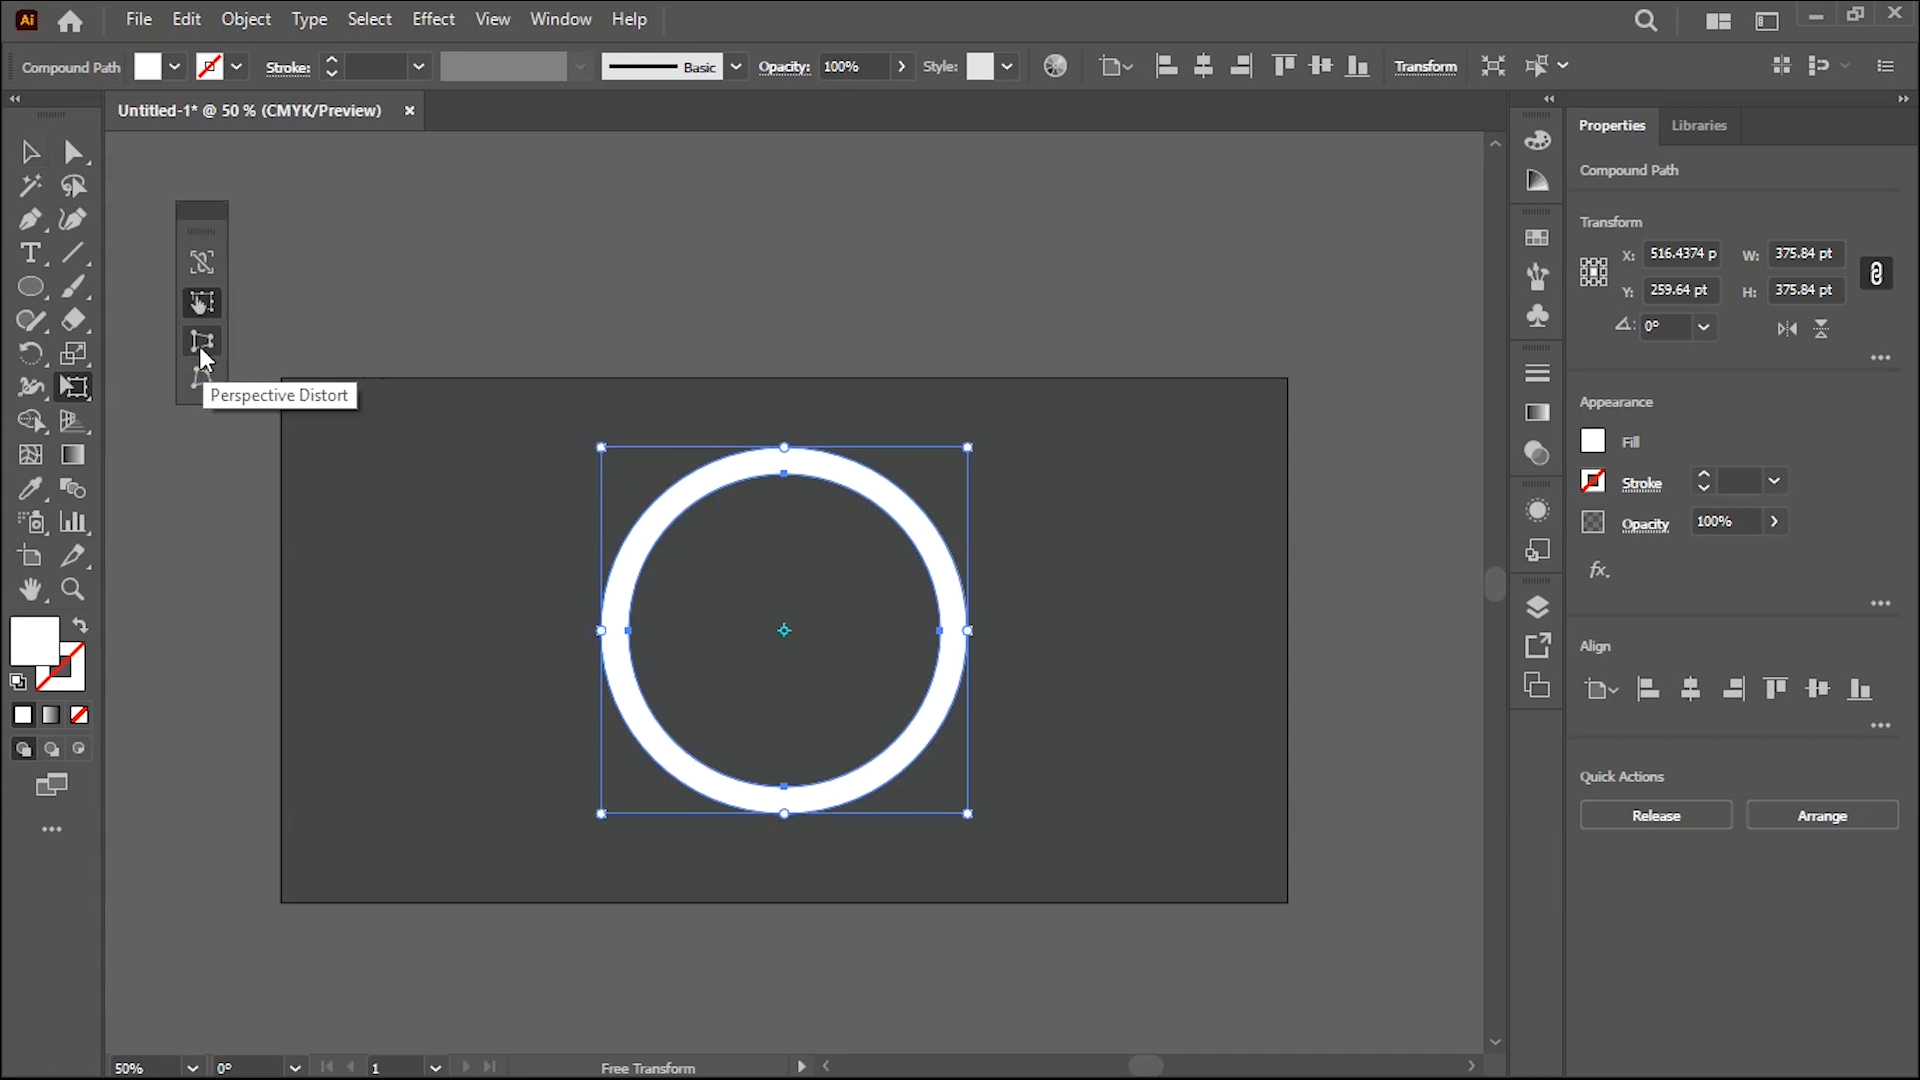 Ai File Edit Object Type Select Effect View Window Help
Compound Path Stroke: Basic Opacity: 100% Style: Transform
Untitled-1* @ 50 % (CMYK/Preview)
Properties Libraries
Compound Path
Transform
X: 516.4374 p W: 375.84 pt
Y: 259.64 pt H: 375.84 pt
0°
Perspective Distort
Appearance
Fill
Stroke
Opacity 100%
fx.
Align
Quick Actions
Release Arrange
50% 0° 1 Free Transform